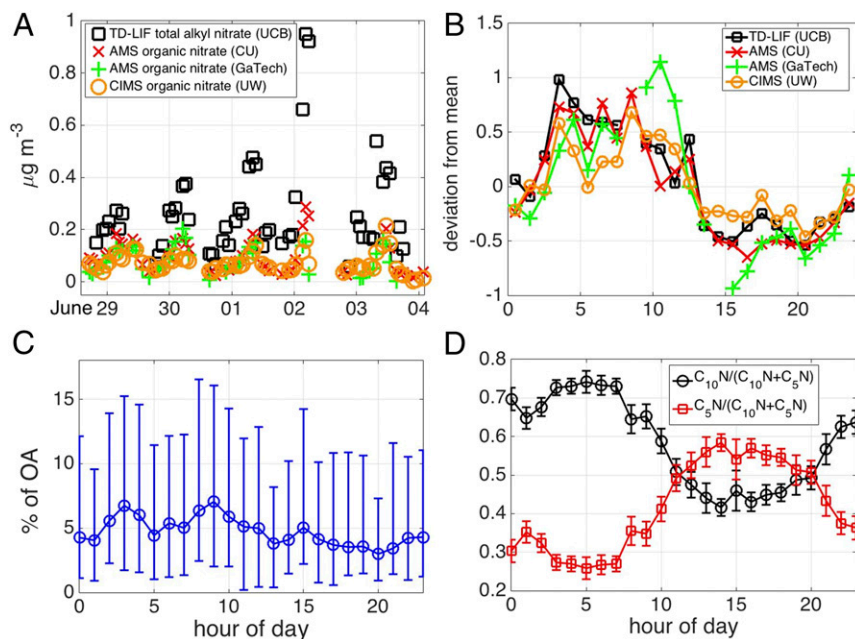 A
TD-LIF total alkyl nitrate (UCB)
AMS organic nitrate (CU)
AMS organic nitrate (GaTech)
CIMS organic nitrate (UW)
μg m⁻³
1
0.8
0.6
0.4
0.2
0
June 29 30 01 02 03 04
B
TD-LIF (UCB)
AMS (CU)
AMS (GaTech)
CIMS (UW)
deviation from mean
1.5
1
0.5
0
-0.5
-1
0 5 10 15 20
C
% of OA
15
10
5
0
0 5 10 15 20
hour of day
D
C₁₀N/(C₁₀N+C₅N)
C₅N/(C₁₀N+C₅N)
0.8
0.7
0.6
0.5
0.4
0.3
0.2
0 5 10 15 20
hour of day